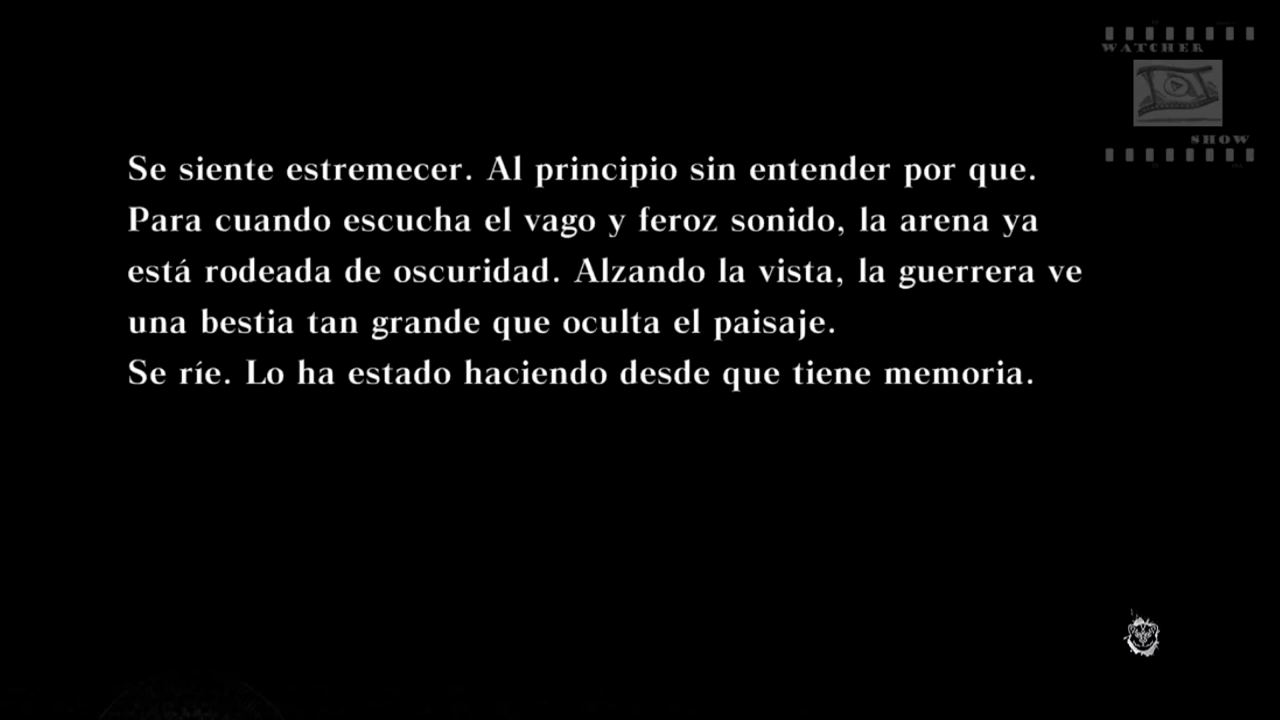 WATCHER
SHOW
Se siente estremecer. Al principio sin entender por que.
Para cuando escucha el vago y feroz sonido, la arena ya
está rodeada de oscuridad. Alzando la vista, la guerrera ve
una bestia tan grande que oculta el paisaje.
Se ríe. Lo ha estado haciendo desde que tiene memoria.